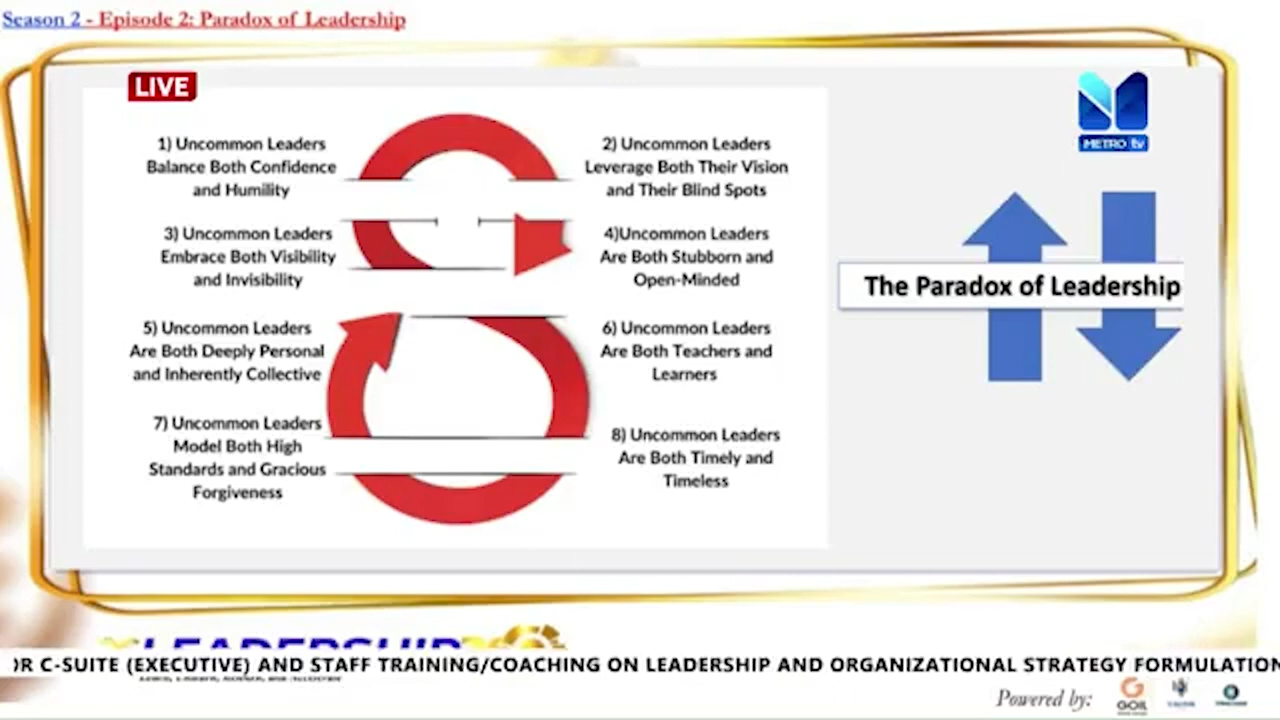 Season 2 - Episode 2: Paradox of Leadership
LIVE
METRO tv
1) Uncommon Leaders
Balance Both Confidence
and Humility
2) Uncommon Leaders
Leverage Both Their Vision
and Their Blind Spots
3) Uncommon Leaders
Embrace Both Visibility
and Invisibility
4)Uncommon Leaders
Are Both Stubborn and
Open-Minded
The Paradox of Leadership
5) Uncommon Leaders
Are Both Deeply Personal
and Inherently Collective
6) Uncommon Leaders
Are Both Teachers and
Learners
7) Uncommon Leaders
Model Both High
Standards and Gracious
Forgiveness
8) Uncommon Leaders
Are Both Timely and
Timeless
LEADERSHIP
OR C-SUITE (EXECUTIVE) AND STAFF TRAINING/COACHING ON LEADERSHIP AND ORGANIZATIONAL STRATEGY FORMULATION
Powered by:
GOIL